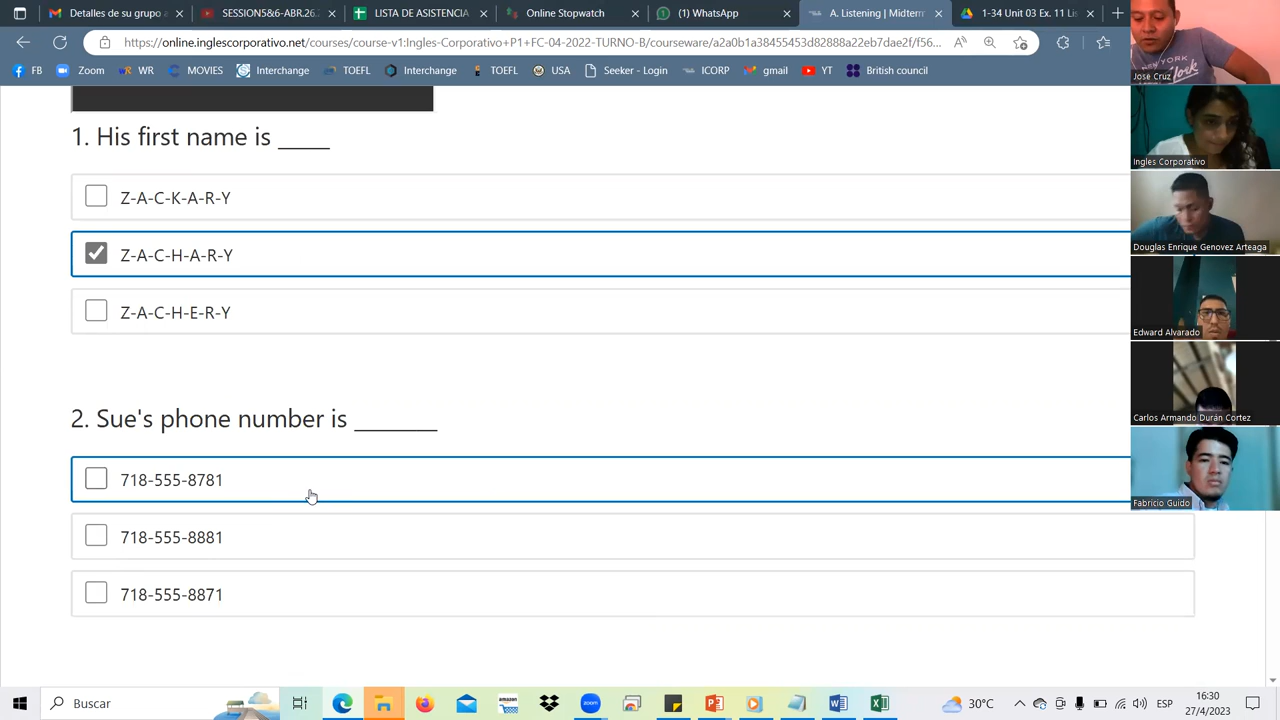 Detalles de su grupo a
SESSION5&6-ABR.26.
LISTA DE ASISTENCIA
Online Stopwatch
(1) WhatsApp
A. Listening | Midterm
1-34 Unit 03 Ex. 11 Lis
https://online.inglescorporativo.net/courses/course-v1:Ingles-Corporativo+P1+FC-04-2022-TURNO-B/courseware/a2a0b1a38455453d82888a22eb7dae2f/f56...
FB
Zoom
WR
MOVIES
Interchange
TOEFL
Interchange
TOEFL
USA
Seeker - Login
ICORP
gmail
YT
British council
1. His first name is _____
Z-A-C-K-A-R-Y
Z-A-C-H-A-R-Y
Z-A-C-H-E-R-Y
2. Sue's phone number is ________
718-555-8781
718-555-8881
718-555-8871
Jose Cruz
Ingles Corporativo
Douglas Enrique Genovez Arteaga
Edward Alvarado
Carlos Armando Durán Cortez
Fabricio Guido
Buscar
30°C
ESP
16:30
27/4/2023